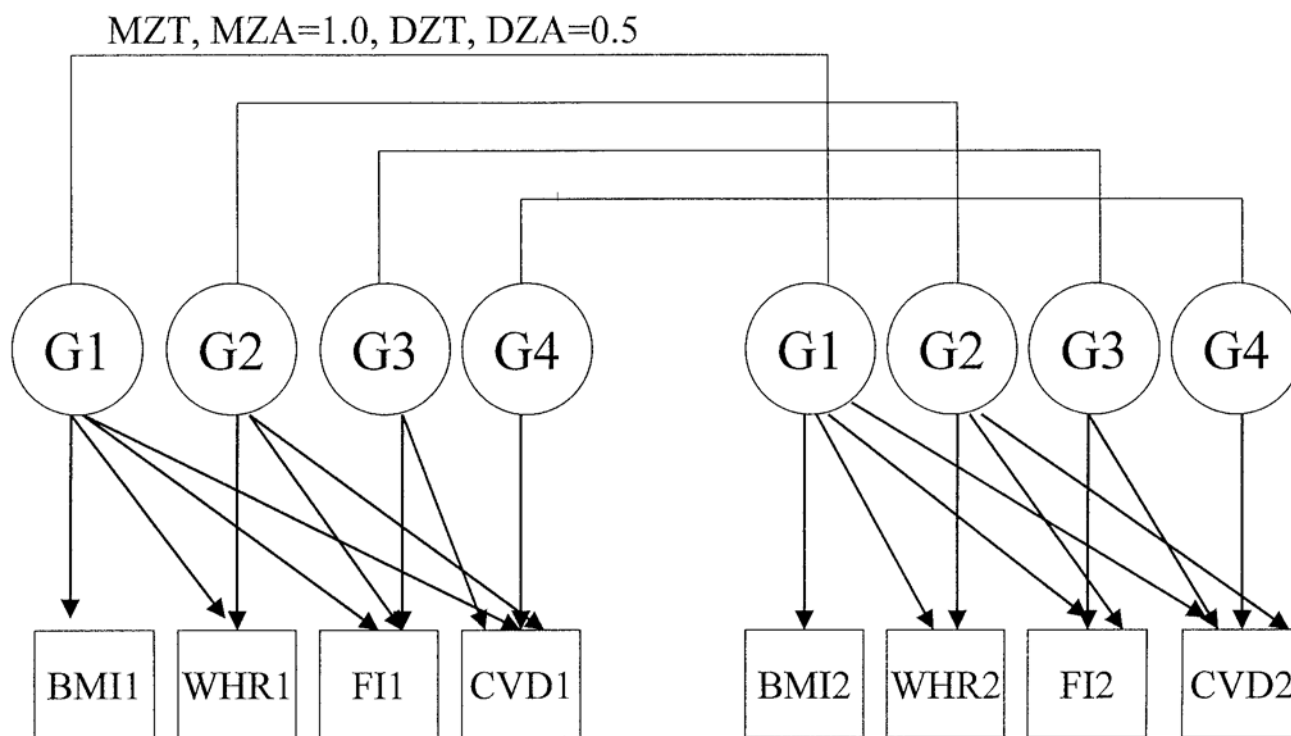 MZT, MZA=1.0, DZT, DZA=0.5
G1 G2 G3 G4 G1 G2 G3 G4
BMI1 WHR1 FI1 CVD1 BMI2 WHR2 FI2 CVD2